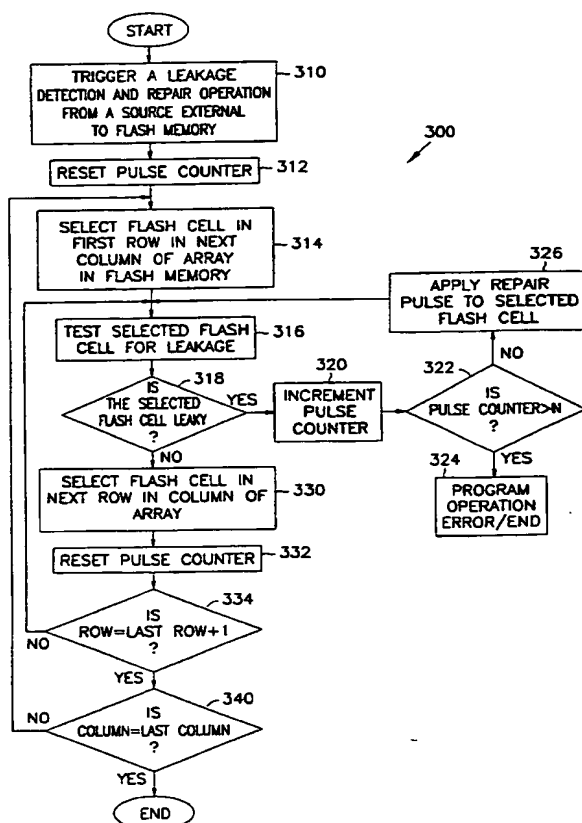 START
TRIGGER A LEAKAGE
DETECTION AND REPAIR OPERATION
FROM A SOURCE EXTERNAL
TO FLASH MEMORY
310
300
RESET PULSE COUNTER
312
SELECT FLASH CELL IN
FIRST ROW IN NEXT
COLUMN OF ARRAY
IN FLASH MEMORY
314
326
APPLY REPAIR
PULSE TO SELECTED
FLASH CELL
TEST SELECTED FLASH
CELL FOR LEAKAGE
316
NO
318
IS
THE SELECTED
FLASH CELL LEAKY
?
YES
320
INCREMENT
PULSE
COUNTER
322
IS
PULSE COUNTER>N
?
NO
YES
324
PROGRAM
OPERATION
ERROR/END
SELECT FLASH CELL IN
NEXT ROW IN COLUMN OF
ARRAY
330
RESET PULSE COUNTER
332
334
IS
ROW=LAST ROW+1
?
NO
YES
340
NO
IS
COLUMN=LAST COLUMN
?
YES
END